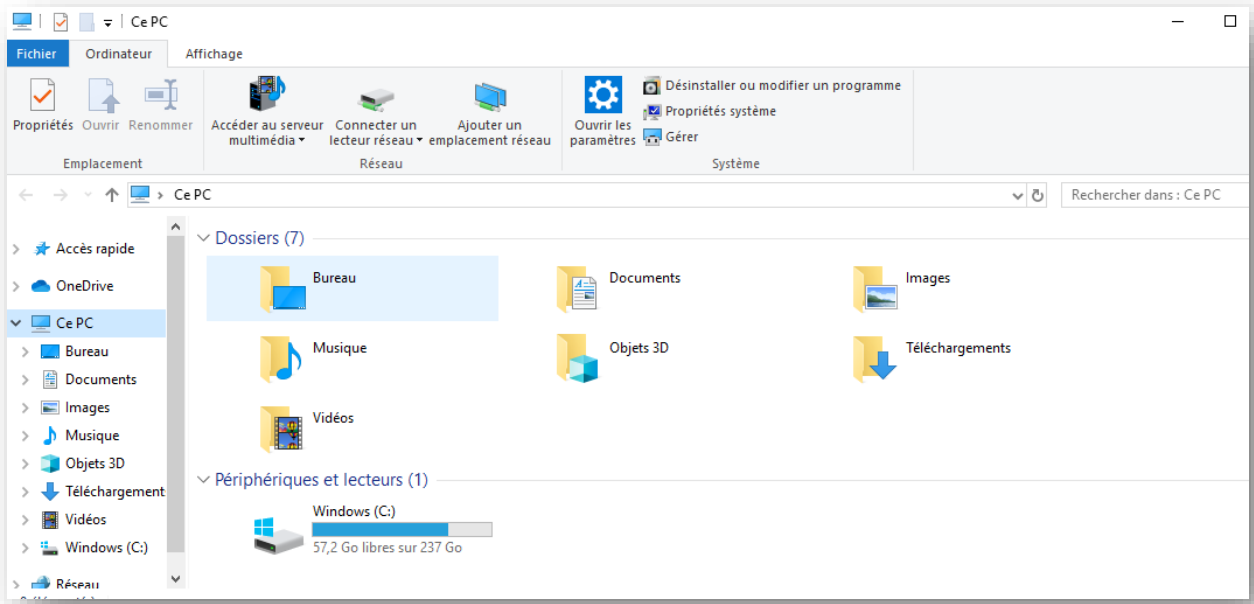 Ce PC
Fichier Ordinateur Affichage
Propriétés Ouvrir Renommer
Emplacement
Accéder au serveur multimédia
Connecter un lecteur réseau
Ajouter un emplacement réseau
Réseau
Ouvrir les paramètres
Désinstaller ou modifier un programme
Propriétés système
Gérer
Système
Ce PC
Rechercher dans : Ce PC
Accès rapide
OneDrive
Ce PC
Bureau
Documents
Images
Musique
Objets 3D
Téléchargement
Vidéos
Windows (C:)
Réseau
Dossiers (7)
Bureau
Documents
Images
Musique
Objets 3D
Téléchargements
Vidéos
Périphériques et lecteurs (1)
Windows (C:)
57,2 Go libres sur 237 Go